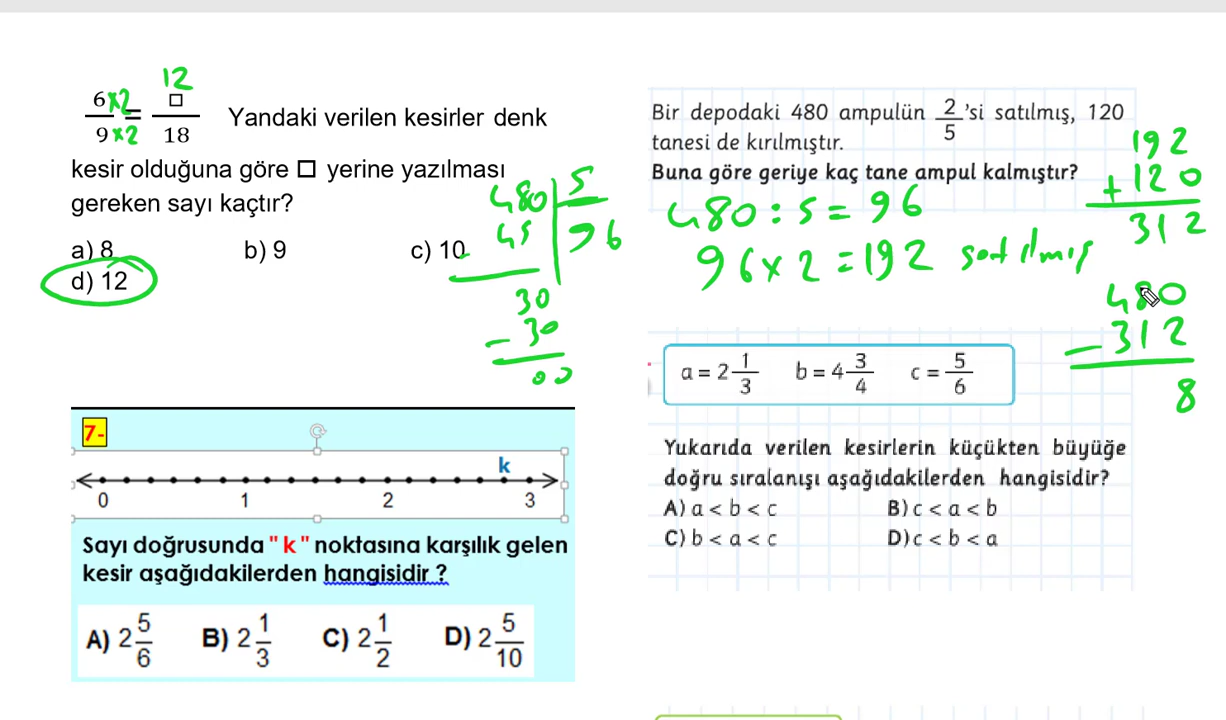 6x2 = 12
9x2
□
18
Yandaki verilen kesirler denk
kesir olduğuna göre □ yerine yazılması
gereken sayı kaçtır?
a) 8 b) 9 c) 10
d) 12
480 5
45 96
30
- 30
00
7-
k
0 1 2 3
Sayı doğrusunda "k" noktasına karşılık gelen
kesir aşağıdakilerden hangisidir ?
A) 2 5/6 B) 2 1/3 C) 2 1/2 D) 2 5/10
Bir depodaki 480 ampulün 2/5 'si satılmış, 120
tanesi de kırılmıştır.
Buna göre geriye kaç tane ampul kalmıştır?
480 : 5 = 96
96 x 2 = 192 satılmış
192
+ 120
312
480
- 312
8
a = 2 1/3 b = 4 3/4 c = 5/6
Yukarıda verilen kesirlerin küçükten büyüğe
doğru sıralanışı aşağıdakilerden hangisidir?
A) a < b < c B) c < a < b
C) b < a < c D) c < b < a